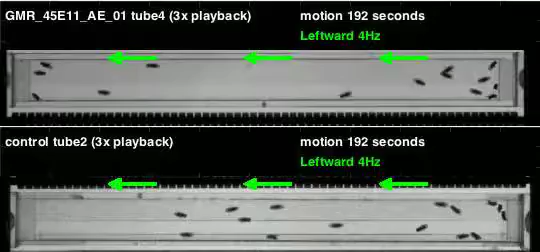 GMR_45E11_AE_01 tube4 (3x playback)
motion 192 seconds
Leftward 4Hz
control tube2 (3x playback)
motion 192 seconds
Leftward 4Hz